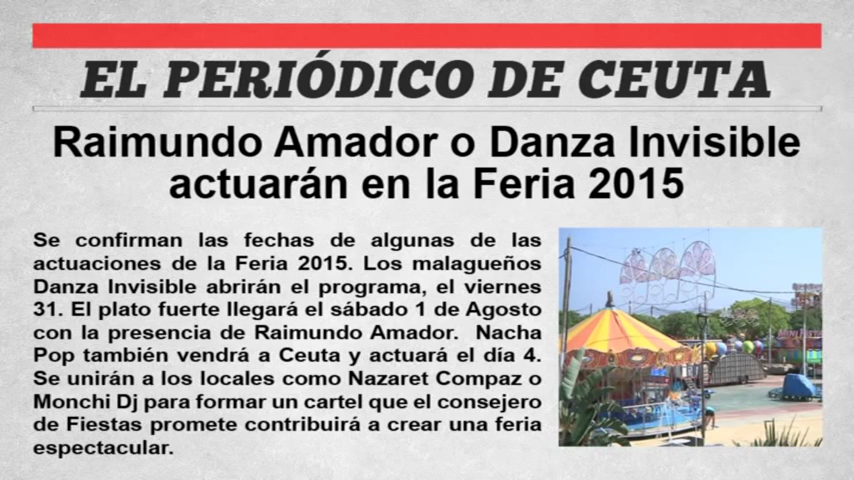 EL PERIÓDICO DE CEUTA
Raimundo Amador o Danza Invisible
actuarán en la Feria 2015
Se confirman las fechas de algunas de las
actuaciones de la Feria 2015. Los malagueños
Danza Invisible abrirán el programa, el viernes
31. El plato fuerte llegará el sábado 1 de Agosto
con la presencia de Raimundo Amador. Nacha
Pop también vendrá a Ceuta y actuará el día 4.
Se unirán a los locales como Nazaret Compaz o
Monchi Dj para formar un cartel que el consejero
de Fiestas promete contribuirá a crear una feria
espectacular.